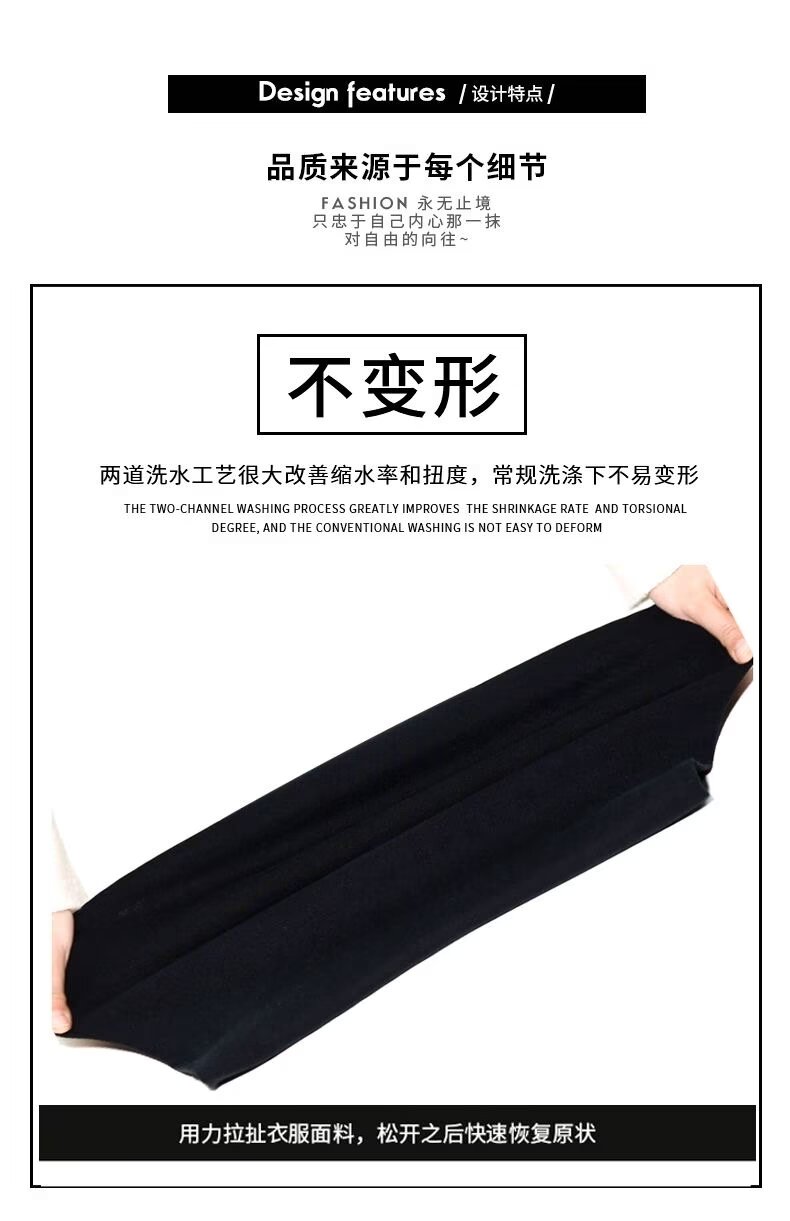 Design features / 设计特点 /
品质来源于每个细节
FASHION 永无止境
只忠于自己内心那一抹
对自由的向往~
不变形
两道洗水工艺很大改善缩水率和扭度，常规洗涤下不易变形
THE TWO-CHANNEL WASHING PROCESS GREATLY IMPROVES THE SHRINKAGE RATE AND TORSIONAL
DEGREE, AND THE CONVENTIONAL WASHING IS NOT EASY TO DEFORM
用力拉扯衣服面料，松开之后快速恢复原状